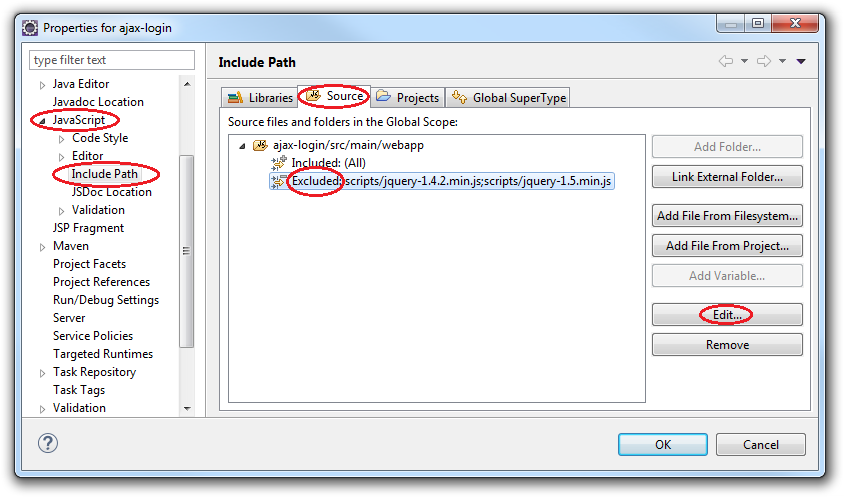 Properties for ajax-login
type filter text
Java Editor
Javadoc Location
JavaScript
Code Style
Editor
Include Path
JSDoc Location
Validation
JSP Fragment
Maven
Project Facets
Project References
Run/Debug Settings
Server
Service Policies
Targeted Runtimes
Task Repository
Task Tags
Validation
Include Path
Libraries
Source
Projects
Global SuperType
Source files and folders in the Global Scope:
ajax-login/src/main/webapp
Included: (All)
Excluded: scripts/jquery-1.4.2.min.js;scripts/jquery-1.5.min.js
Add Folder...
Link External Folder...
Add File From Filesystem...
Add File From Project...
Add Variable...
Edit...
Remove
OK
Cancel